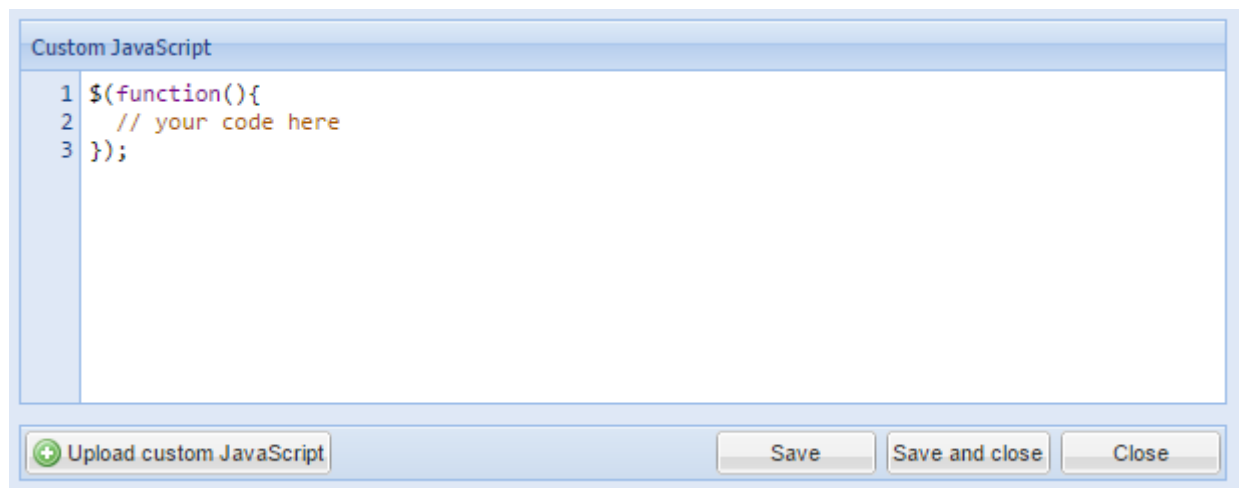 Custom JavaScript
1 $(function(){
2   // your code here
3 });
Upload custom JavaScript Save Save and close Close